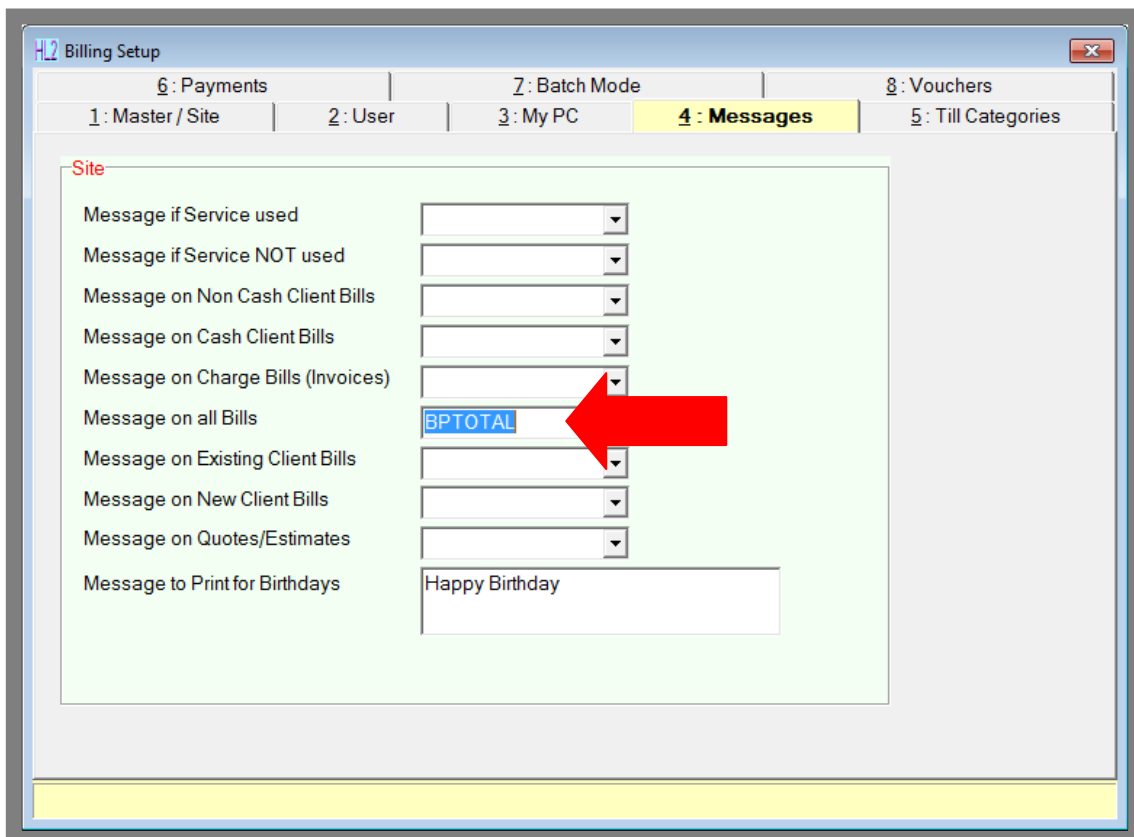 HL2 Billing Setup
6 : Payments 7 : Batch Mode 8 : Vouchers
1 : Master / Site 2 : User 3 : My PC 4 : Messages 5 : Till Categories
Site
Message if Service used
Message if Service NOT used
Message on Non Cash Client Bills
Message on Cash Client Bills
Message on Charge Bills (Invoices)
Message on all Bills BPTOTAL
Message on Existing Client Bills
Message on New Client Bills
Message on Quotes/Estimates
Message to Print for Birthdays Happy Birthday